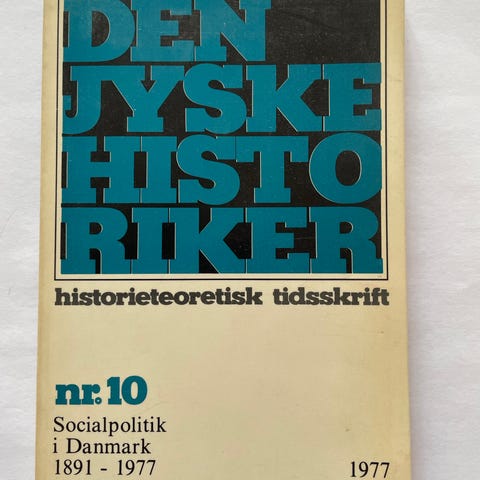 DEN
JYSKE
HISTO
RIKER
historieteoretisk tidsskrift
nr. 10
Socialpolitik
i Danmark
1891 - 1977
1977